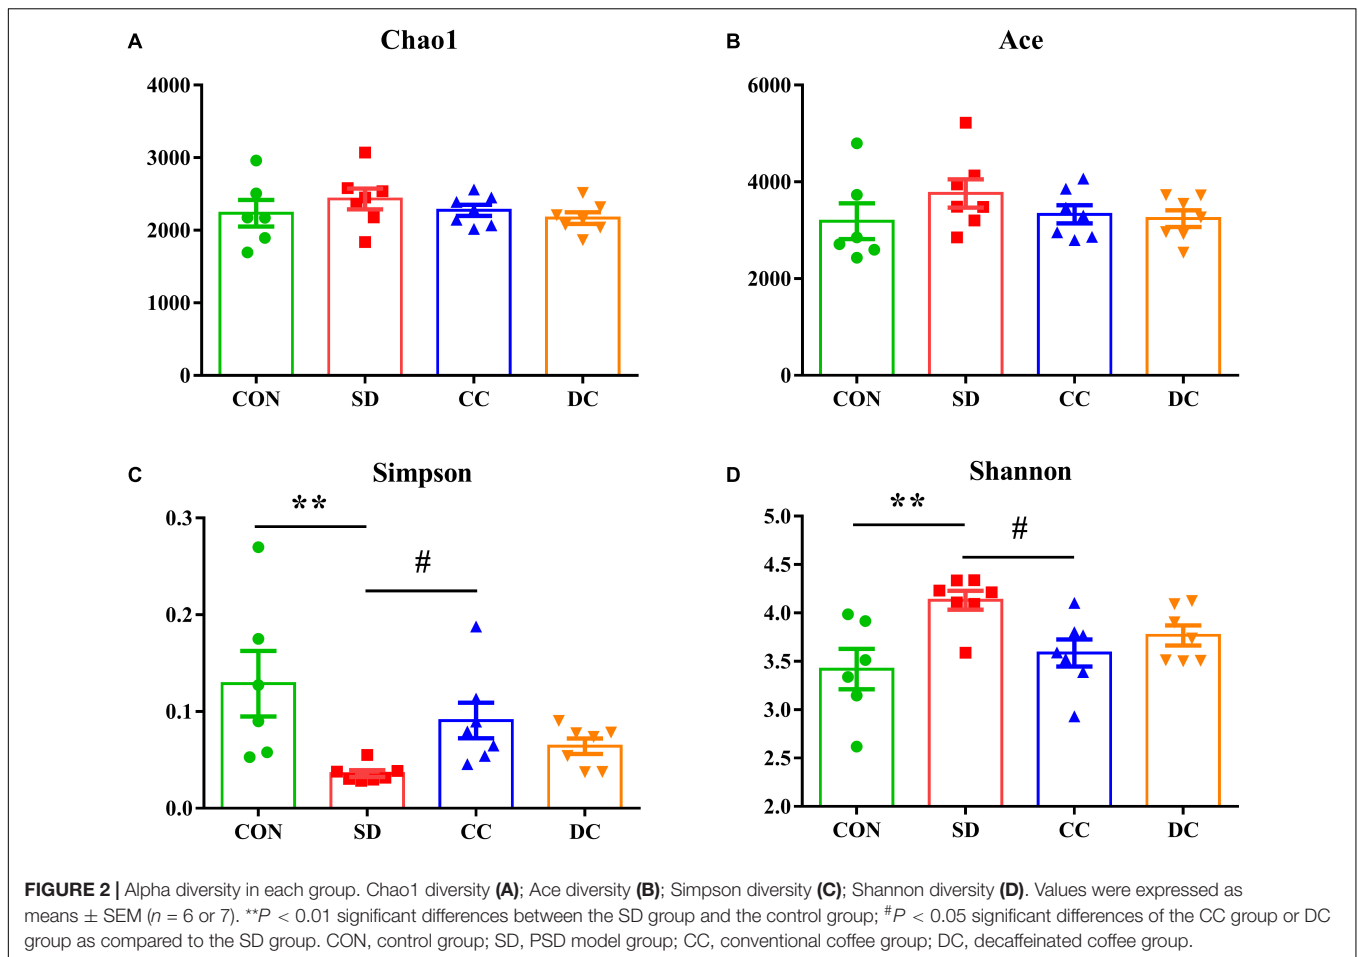 A
Chao1
4000
3000
2000
1000
0
CON SD CC DC
B
Ace
6000
4000
2000
0
CON SD CC DC
C
Simpson
**
#
0.3
0.2
0.1
0.0
CON SD CC DC
D
Shannon
**
#
5.0
4.5
4.0
3.5
3.0
2.5
2.0
CON SD CC DC
FIGURE 2 | Alpha diversity in each group. Chao1 diversity (A); Ace diversity (B); Simpson diversity (C); Shannon diversity (D). Values were expressed as
means ± SEM (n = 6 or 7). **P < 0.01 significant differences between the SD group and the control group; #P < 0.05 significant differences of the CC group or DC
group as compared to the SD group. CON, control group; SD, PSD model group; CC, conventional coffee group; DC, decaffeinated coffee group.